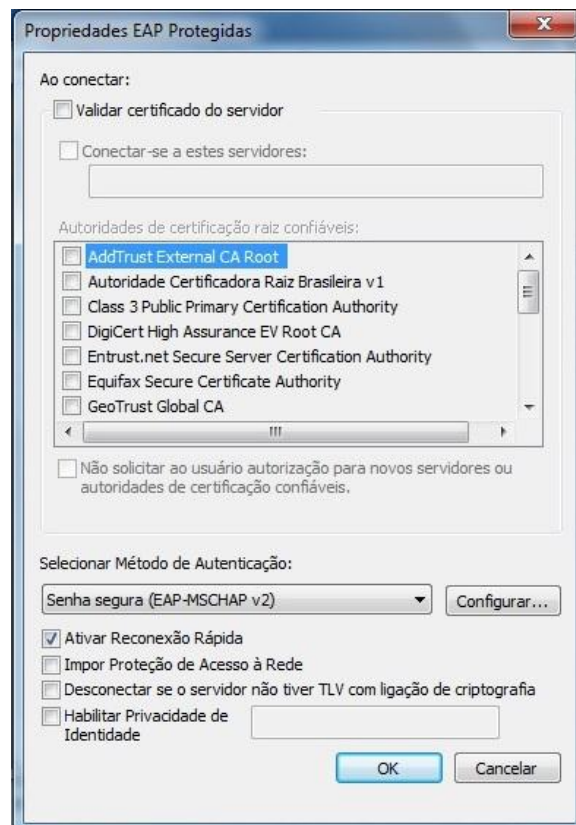 Propriedades EAP Protegidas
Ao conectar:
Validar certificado do servidor
Conectar-se a estes servidores:
Autoridades de certificação raiz confiáveis:
AddTrust External CA Root
Autoridade Certificadora Raiz Brasileira v1
Class 3 Public Primary Certification Authority
DigiCert High Assurance EV Root CA
Entrust.net Secure Server Certification Authority
Equifax Secure Certificate Authority
GeoTrust Global CA
Não solicitar ao usuário autorização para novos servidores ou
autoridades de certificação confiáveis.
Selecionar Método de Autenticação:
Senha segura (EAP-MSCHAP v2)
Configurar...
Ativar Reconexão Rápida
Impor Proteção de Acesso à Rede
Desconectar se o servidor não tiver TLV com ligação de criptografia
Habilitar Privacidade de
Identidade
OK
Cancelar